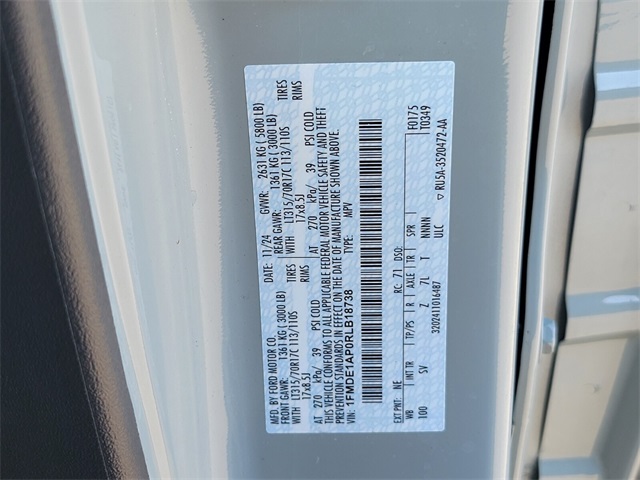 MFD. BY FORD MOTOR CO.
DATE: 11/24 GVWR: 2631 KG ( 5800 LB)
FRONT GAWR: 1361 KG ( 3000 LB) REAR GAWR: 1361 KG ( 3000 LB)
WITH LT315/70R17C 113/110S TIRES WITH LT315/70R17C 113/110S TIRES
17x8.5J RIMS 17x8.5J RIMS
AT 270 kPa/ 39 PSI COLD AT 270 kPa/ 39 PSI COLD
THIS VEHICLE CONFORMS TO ALL APPLICABLE FEDERAL MOTOR VEHICLE SAFETY AND THEFT
PREVENTION STANDARDS IN EFFECT ON THE DATE OF MANUFACTURE SHOWN ABOVE.
VIN: 1FMDE1AP0RLB18738 TYPE: MPV
F0175
T0349
EXT PNT: NE RC: 71 DSO:
WB INT TR TP/PS R AXLE TR SPR
100 SV Z 7L T NNNN
3202411016487 ULC
▽ RU5A-3520472-AA